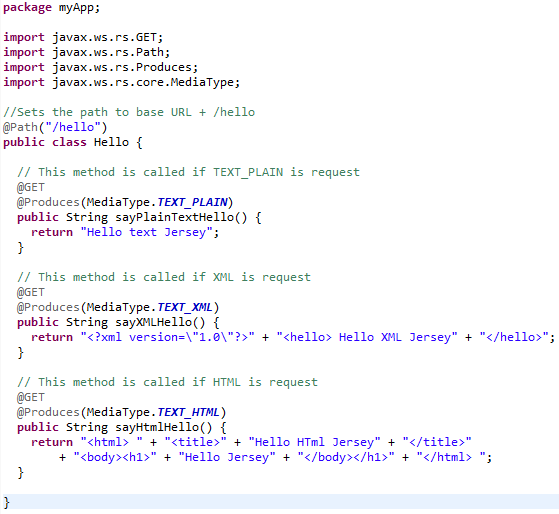 package myApp;
import javax.ws.rs.GET;
import javax.ws.rs.Path;
import javax.ws.rs.Produces;
import javax.ws.rs.core.MediaType;
//Sets the path to base URL + /hello
@Path("/hello")
public class Hello {
// This method is called if TEXT_PLAIN is request
@GET
@Produces(MediaType.TEXT_PLAIN)
public String sayPlainTextHello() {
return "Hello text Jersey";
}
// This method is called if XML is request
@GET
@Produces(MediaType.TEXT_XML)
public String sayXMLHello() {
return "<?xml version=\"1.0\"?>" + "<hello> Hello XML Jersey" + "</hello>";
}
// This method is called if HTML is request
@GET
@Produces(MediaType.TEXT_HTML)
public String sayHtmlHello() {
return "<html> " + "<title>" + "Hello HTml Jersey" + "</title>"
+ "<body><h1>" + "Hello Jersey" + "</body></h1>" + "</html> ";
}
}